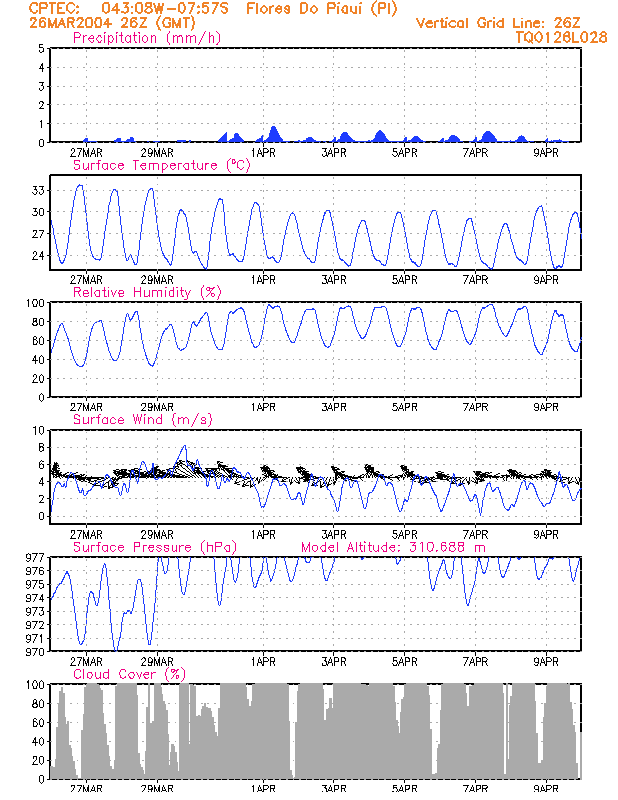 CPTEC: 043:08W-07:57S Flores Do Piauí (PI)
26MAR2004 26Z (GMT) Vertical Grid Line: 26Z
Precipitation (mm/h) TQ0126L028
5
4
3
2
1
0
27MAR 29MAR 1APR 3APR 5APR 7APR 9APR
Surface Temperature (°C)
33
30
27
24
27MAR 29MAR 1APR 3APR 5APR 7APR 9APR
Relative Humidity (%)
100
80
60
40
20
0
27MAR 29MAR 1APR 3APR 5APR 7APR 9APR
Surface Wind (m/s)
10
8
6
4
2
0
27MAR 29MAR 1APR 3APR 5APR 7APR 9APR
Surface Pressure (hPa) Model Altitude: 310.688 m
977
976
975
974
973
972
971
970
27MAR 29MAR 1APR 3APR 5APR 7APR 9APR
Cloud Cover (%)
100
80
60
40
20
0
27MAR 29MAR 1APR 3APR 5APR 7APR 9APR